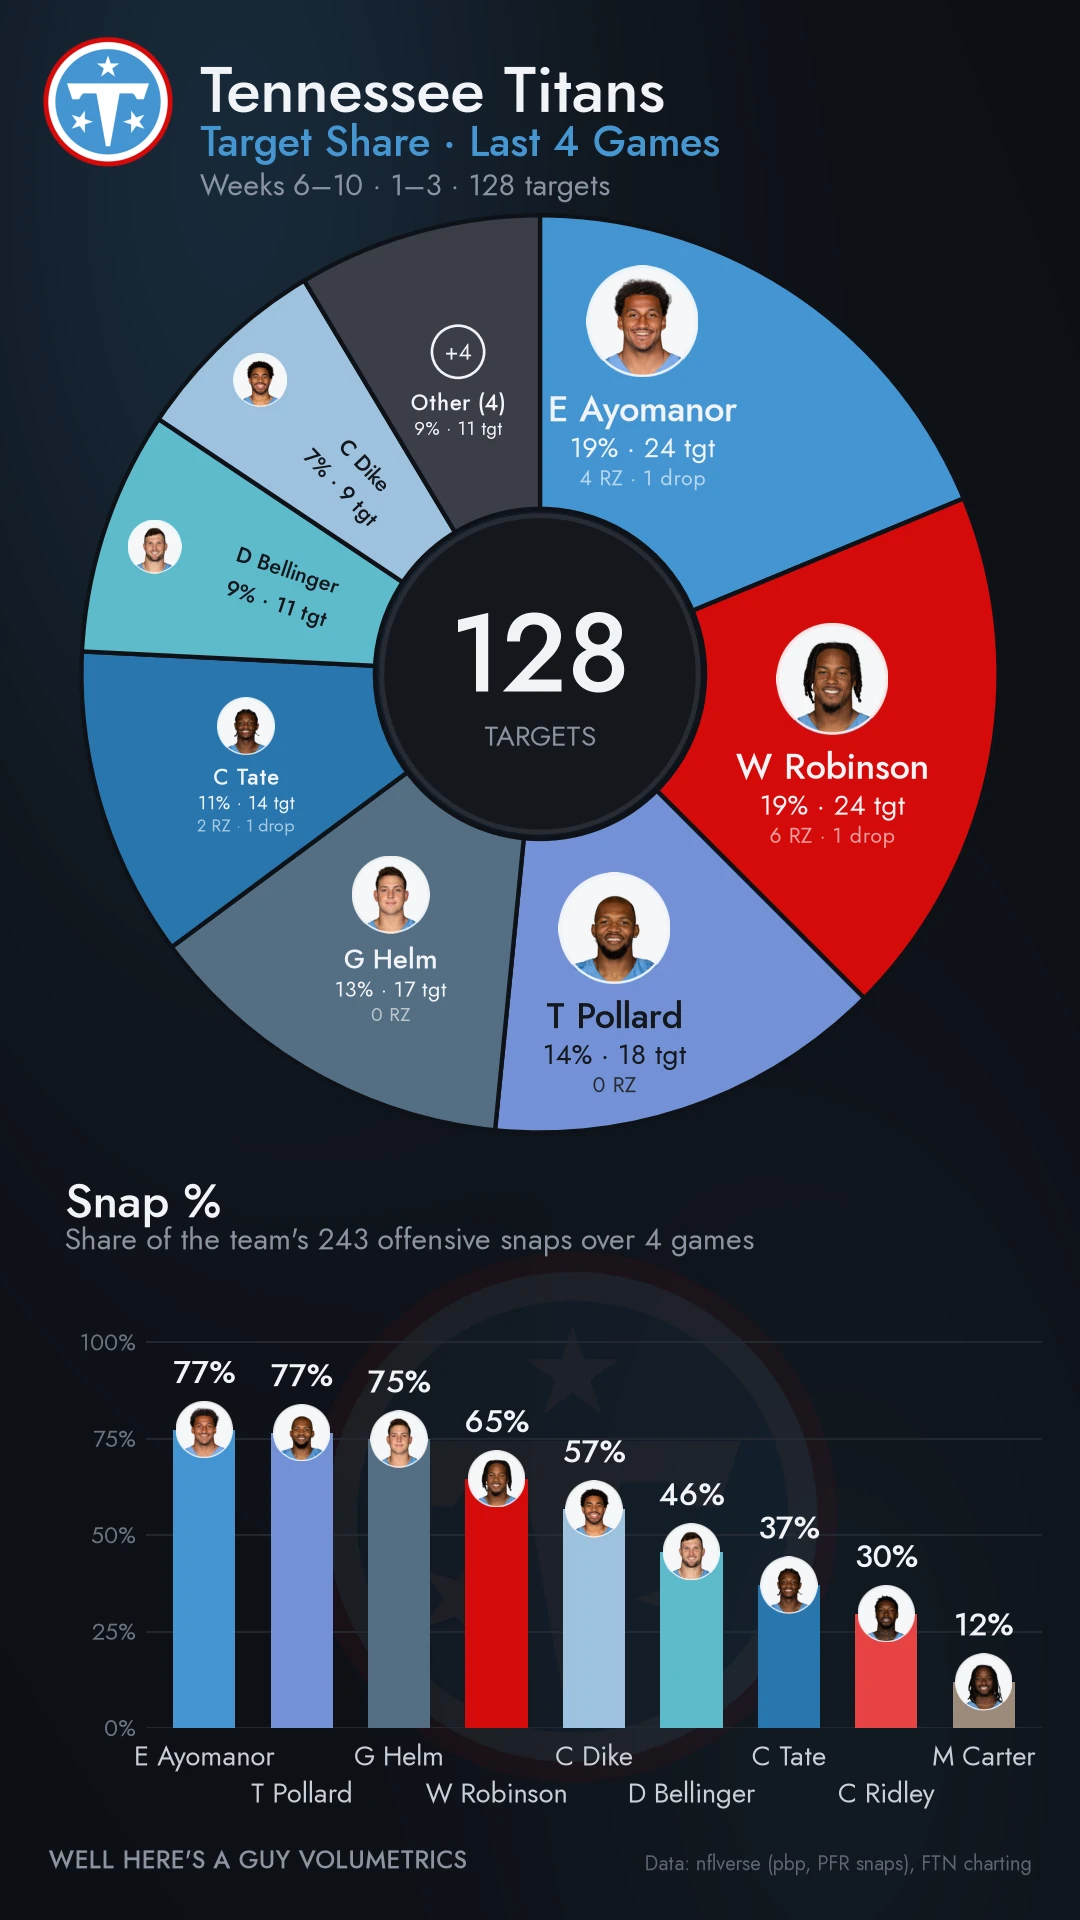 Tennessee Titans
Target Share · Last 4 Games
Weeks 6–10 · 1–3 · 128 targets
E Ayomanor
19% · 24 tgt
4 RZ · 1 drop
W Robinson
19% · 24 tgt
6 RZ · 1 drop
T Pollard
14% · 18 tgt
0 RZ
G Helm
13% · 17 tgt
0 RZ
C Tate
11% · 14 tgt
2 RZ · 1 drop
D Bellinger
9% · 11 tgt
C Dike
7% · 9 tgt
+4
Other (4)
9% · 11 tgt
128
TARGETS
Snap %
Share of the team's 243 offensive snaps over 4 games
100%
75%
50%
25%
0%
77%
77%
75%
65%
57%
46%
37%
30%
12%
E Ayomanor
T Pollard
G Helm
W Robinson
C Dike
D Bellinger
C Tate
C Ridley
M Carter
WELL HERE'S A GUY VOLUMETRICS
Data: nflverse (pbp, PFR snaps), FTN charting